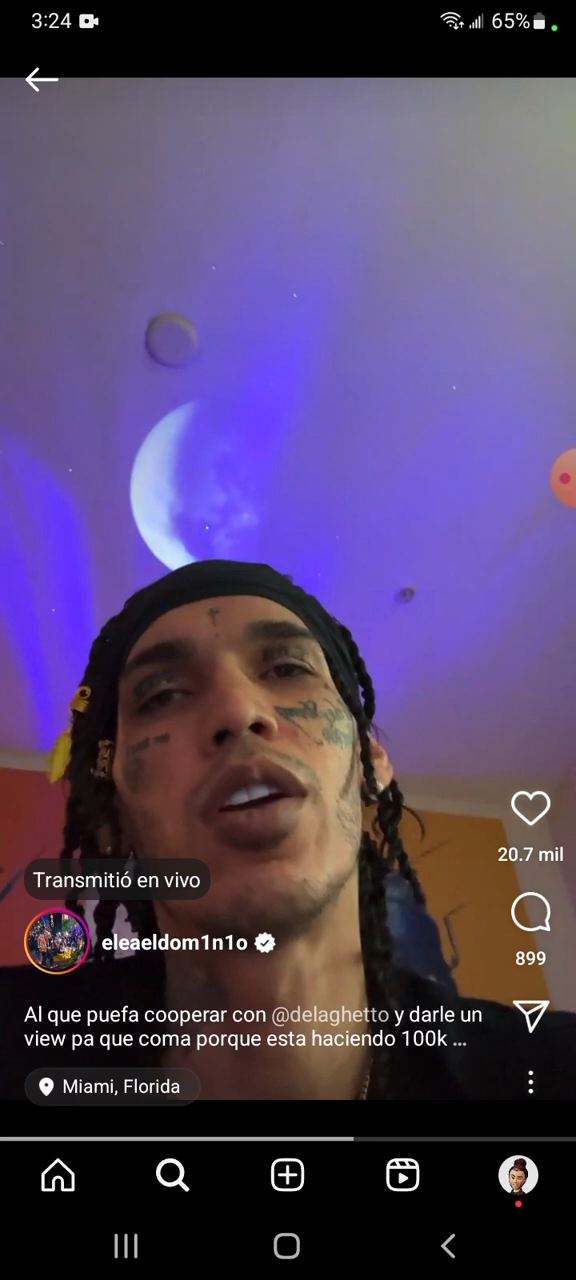 3:24
65%
Transmitió en vivo
eleaeldom1n1o
20.7 mil
899
Al que puefa cooperar con @delaghetto y darle un
view pa que coma porque esta haciendo 100k ...
Miami, Florida